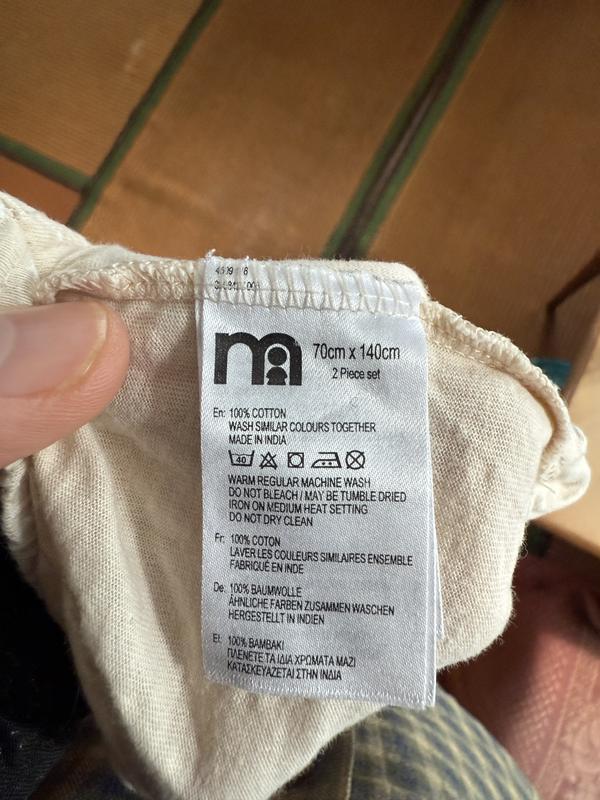 70cm x 140cm
2 Piece set
En: 100% COTTON
WASH SIMILAR COLOURS TOGETHER
MADE IN INDIA
40
WARM REGULAR MACHINE WASH
DO NOT BLEACH / MAY BE TUMBLE DRIED
IRON ON MEDIUM HEAT SETTING
DO NOT DRY CLEAN
Fr: 100% COTON
LAVER LES COULEURS SIMILAIRES ENSEMBLE
FABRIQUÉ EN INDE
De: 100% BAUMWOLLE
ÄHNLICHE FARBEN ZUSAMMEN WASCHEN
HERGESTELLT IN INDIEN
El: 100% ΒΑΜΒΑΚΙ
ΠΛΕΝΕΤΕ ΤΑ ΙΔΙΑ ΧΡΩΜΑΤΑ ΜΑΖΙ
ΚΑΤΑΣΚΕΥΑΖΕΤΑΙ ΣΤΗΝ ΙΝΔΙΑ